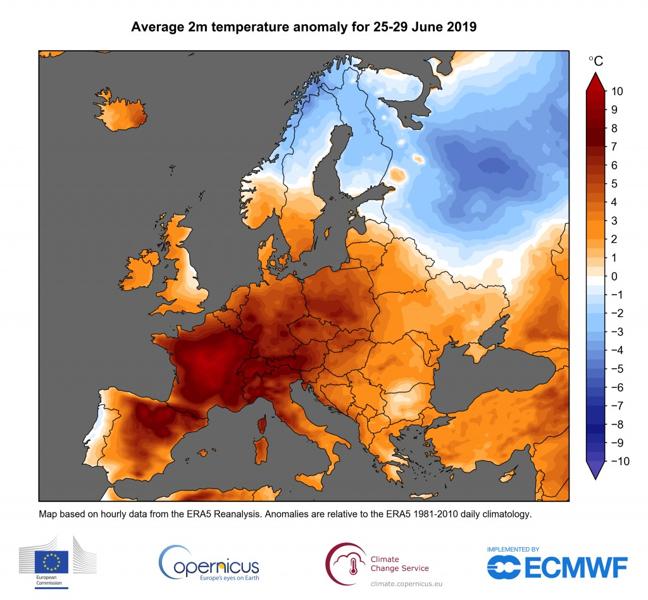 Average 2m temperature anomaly for 25-29 June 2019
°C
10
9
8
7
6
5
4
3
2
1
0
−1
−2
−3
−4
−5
−6
−7
−8
−9
−10
Map based on hourly data from the ERA5 Reanalysis. Anomalies are relative to the ERA5 1981-2010 daily climatology.
European
Commission
opernicus
Europe's eyes on Earth
Climate
Change Service
climate.copernicus.eu
IMPLEMENTED BY
ECMWF